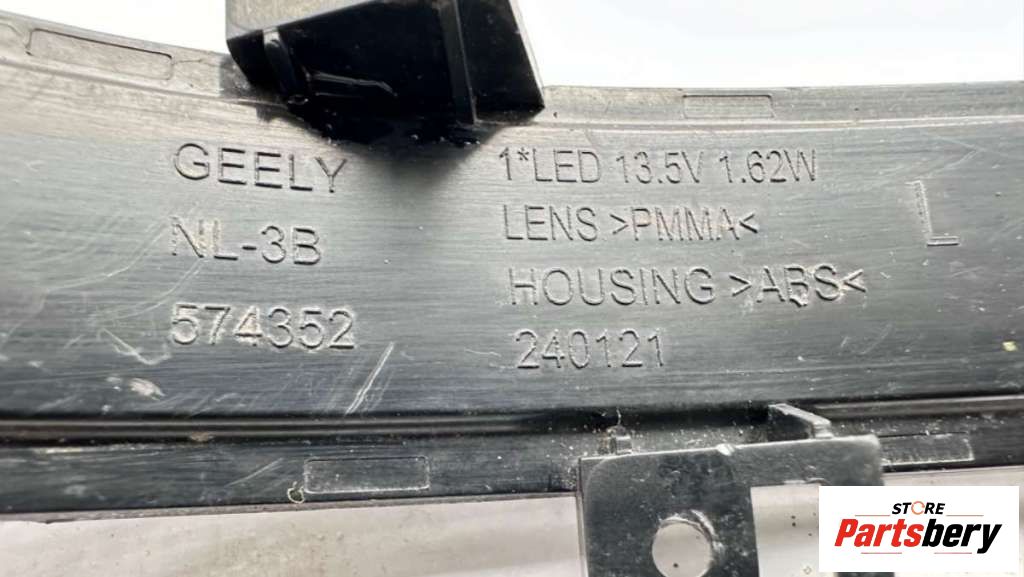 GEELY
NL-3B
574352
1*LED 13.5V 1.62W
LENS >PMMA<
HOUSING >ABS<
240121
L
STORE
Partsbery